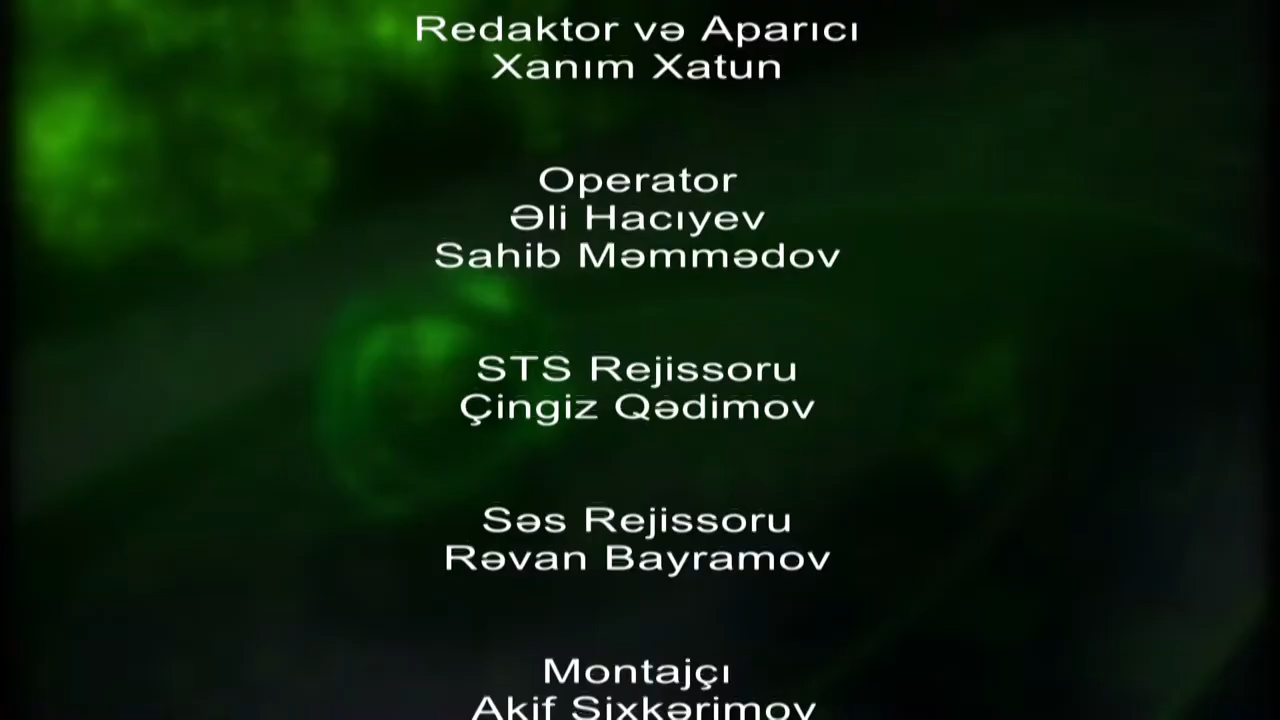 Redaktor və Aparıcı
Xanım Xatun
Operator
Əli Hacıyev
Sahib Məmmədov
STS Rejissoru
Çingiz Qədimov
Səs Rejissoru
Rəvan Bayramov
Montajçı
Akif